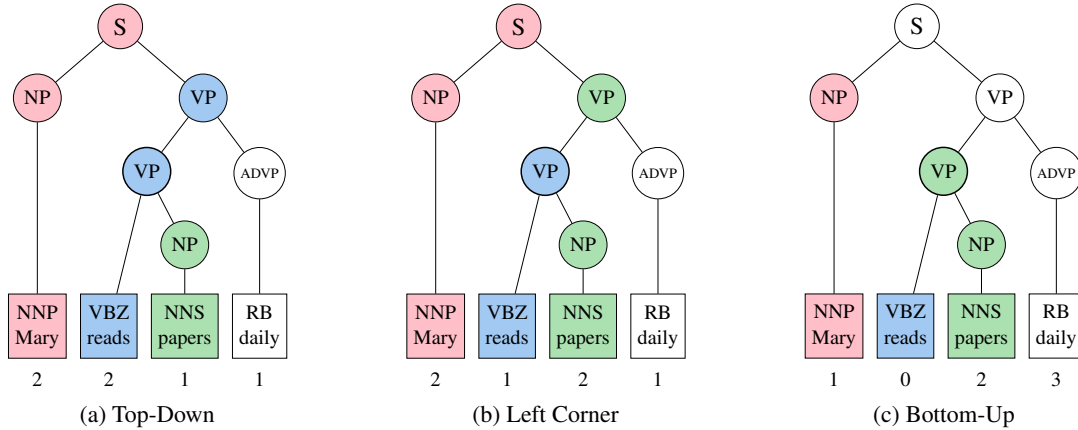 S
NP
VP
VP
ADVP
NP
NNP
Mary
VBZ
reads
NNS
papers
RB
daily
2 2 1 1
(a) Top-Down
S
NP
VP
VP
ADVP
NP
NNP
Mary
VBZ
reads
NNS
papers
RB
daily
2 1 2 1
(b) Left Corner
S
NP
VP
VP
ADVP
NP
NNP
Mary
VBZ
reads
NNS
papers
RB
daily
1 0 2 3
(c) Bottom-Up